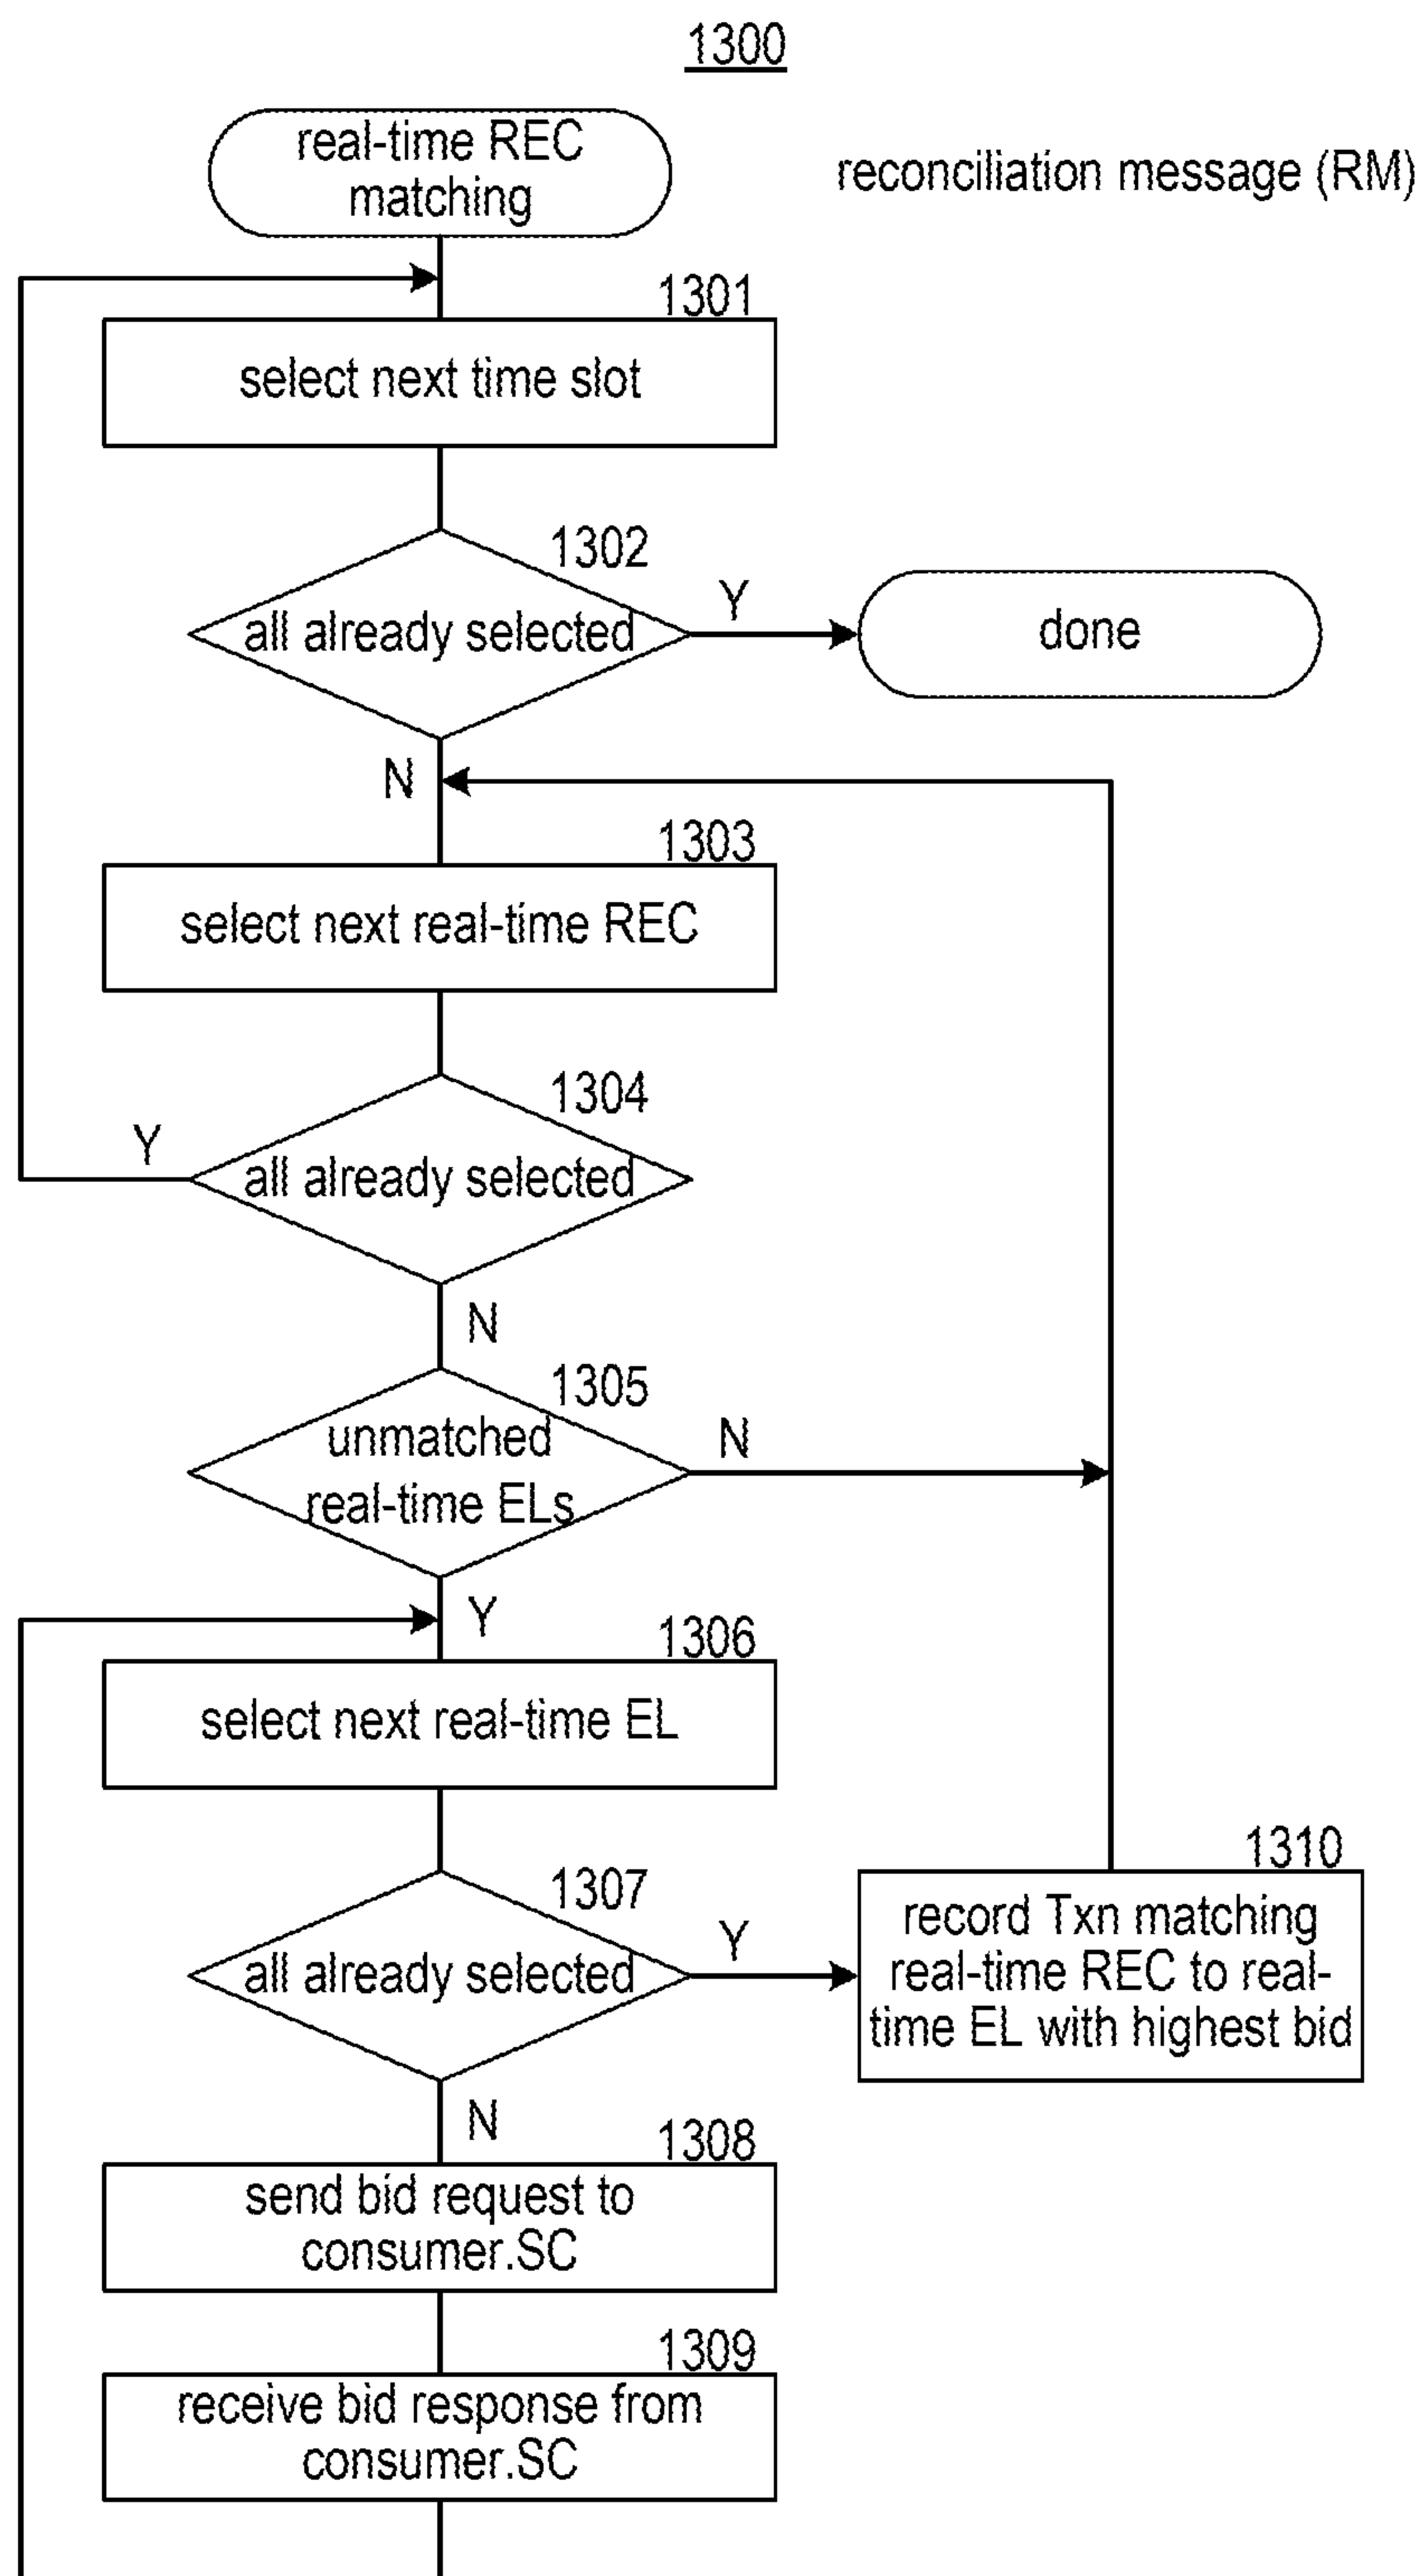 1300
real-time REC
matching
reconciliation message (RM)
1301
select next time slot
1302
all already selected
Y
done
N
1303
select next real-time REC
1304
all already selected
Y
N
1305
unmatched
real-time ELs
N
Y
1306
select next real-time EL
1307
all already selected
Y
1310
record Txn matching
real-time REC to real-
time EL with highest bid
N
1308
send bid request to
consumer.SC
1309
receive bid response from
consumer.SC